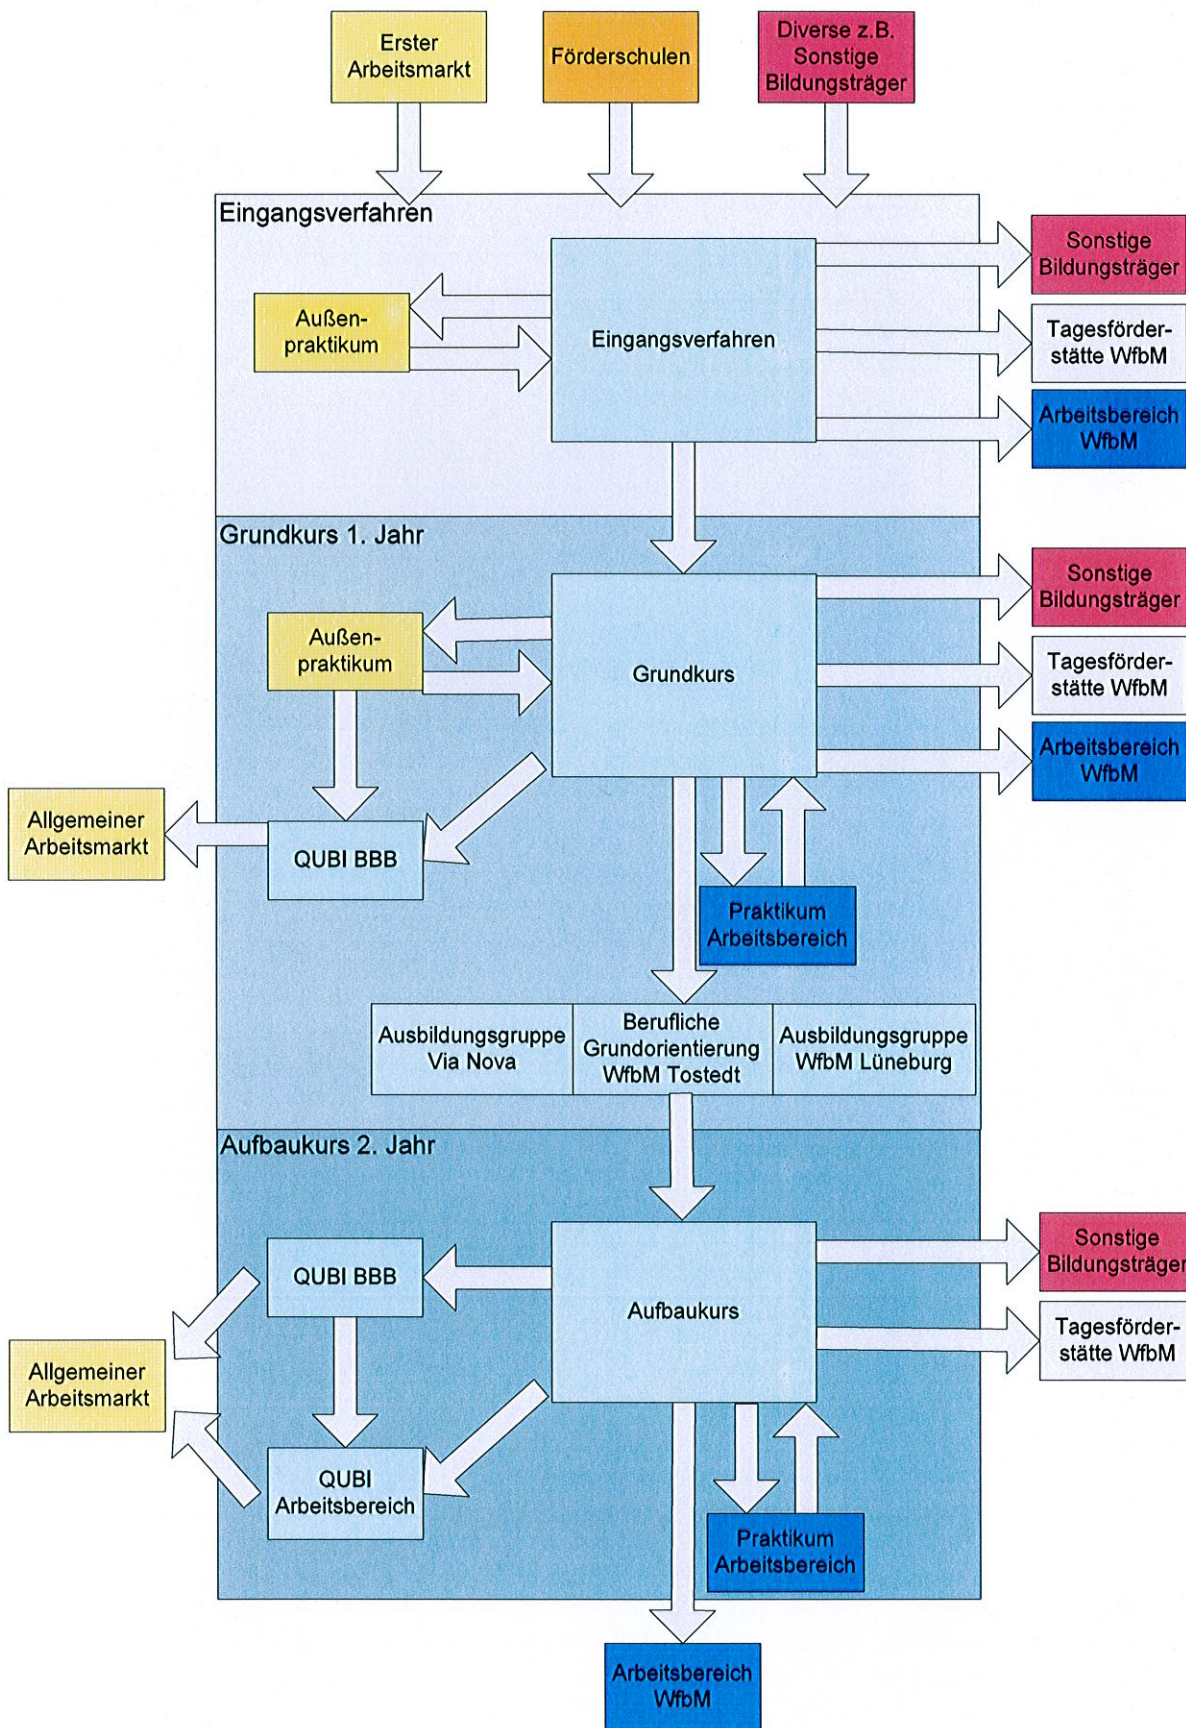 Erster
Arbeitsmarkt
Förderschulen
Diverse z.B.
Sonstige
Bildungsträger
Eingangsverfahren
Außen-
praktikum
Eingangsverfahren
Sonstige
Bildungsträger
Tagesförder-
stätte WfbM
Arbeitsbereich
WfbM
Grundkurs 1. Jahr
Außen-
praktikum
Grundkurs
Sonstige
Bildungsträger
Tagesförder-
stätte WfbM
Arbeitsbereich
WfbM
Allgemeiner
Arbeitsmarkt
QUBI BBB
Praktikum
Arbeitsbereich
Ausbildungsgruppe
Via Nova
Berufliche
Grundorientierung
WfbM Tostedt
Ausbildungsgruppe
WfbM Lüneburg
Aufbaukurs 2. Jahr
QUBI BBB
Aufbaukurs
Sonstige
Bildungsträger
Tagesförder-
stätte WfbM
Allgemeiner
Arbeitsmarkt
QUBI
Arbeitsbereich
Praktikum
Arbeitsbereich
Arbeitsbereich
WfbM